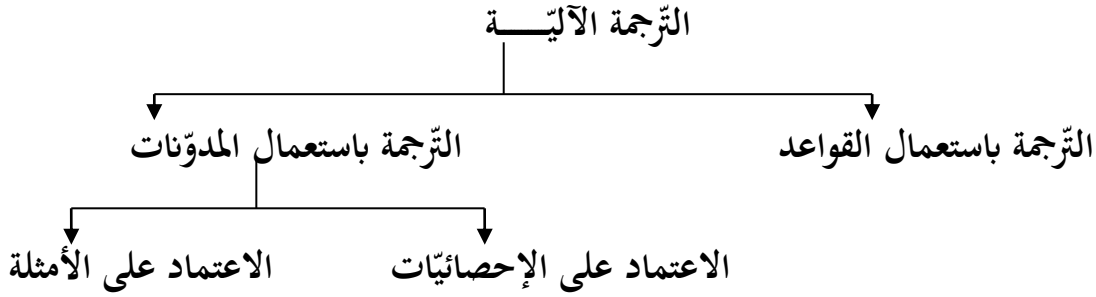 التّرجمة الآليّـــــة
التّرجمة باستعمال القواعد
التّرجمة باستعمال المدوّنات
الاعتماد على الإحصائيّات
الاعتماد على الأمثلة